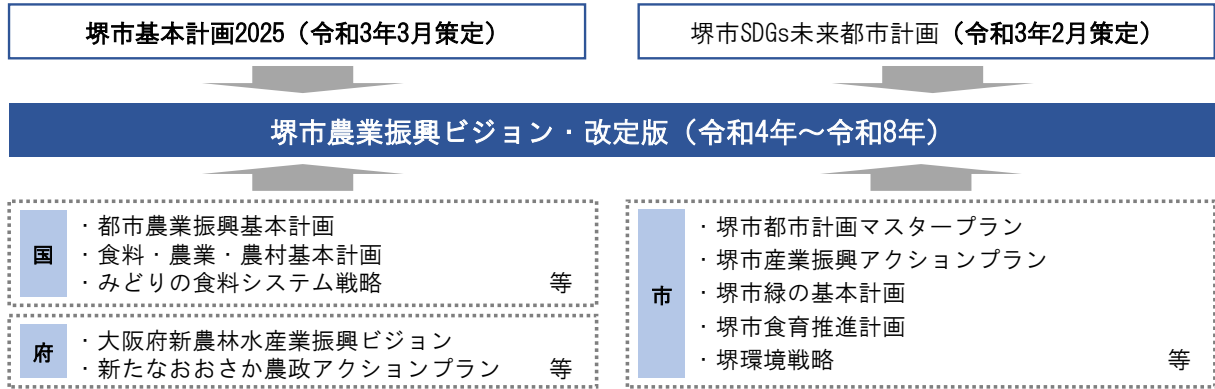 堺市基本計画2025（令和3年3月策定）
堺市SDGs未来都市計画（令和3年2月策定）
堺市農業振興ビジョン・改定版（令和4年～令和8年）
国
・都市農業振興基本計画
・食料・農業・農村基本計画
・みどりの食料システム戦略 等
府
・大阪府新農林水産業振興ビジョン
・新たなおおさか農政アクションプラン 等
市
・堺市都市計画マスタープラン
・堺市産業振興アクションプラン
・堺市緑の基本計画
・堺市食育推進計画
・堺環境戦略 等